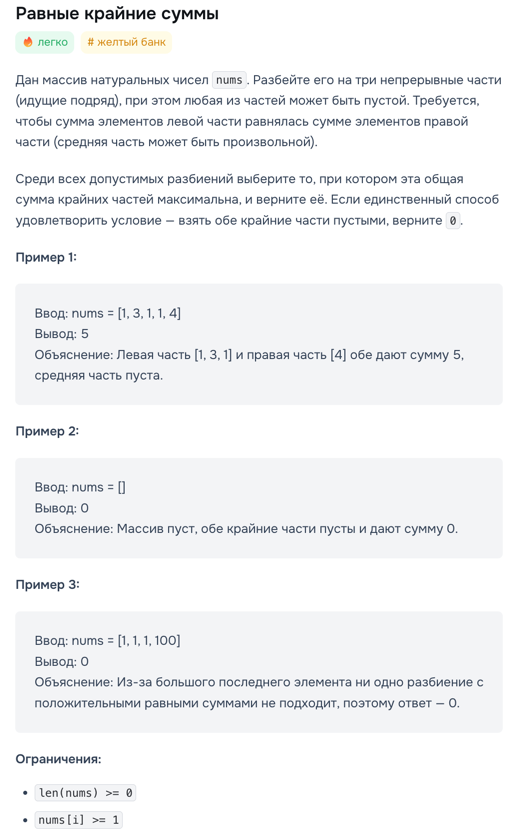 Равные крайние суммы
🔥 легко # желтый банк
Дан массив натуральных чисел nums. Разбейте его на три непрерывные части
(идущие подряд), при этом любая из частей может быть пустой. Требуется,
чтобы сумма элементов левой части равнялась сумме элементов правой
части (средняя часть может быть произвольной).
Среди всех допустимых разбиений выберите то, при котором эта общая
сумма крайних частей максимальна, и верните её. Если единственный способ
удовлетворить условие — взять обе крайние части пустыми, верните 0.
Пример 1:
Ввод: nums = [1, 3, 1, 1, 4]
Вывод: 5
Объяснение: Левая часть [1, 3, 1] и правая часть [4] обе дают сумму 5,
средняя часть пуста.
Пример 2:
Ввод: nums = []
Вывод: 0
Объяснение: Массив пуст, обе крайние части пусты и дают сумму 0.
Пример 3:
Ввод: nums = [1, 1, 1, 100]
Вывод: 0
Объяснение: Из-за большого последнего элемента ни одно разбиение с
положительными равными суммами не подходит, поэтому ответ — 0.
Ограничения:
• len(nums) >= 0
• nums[i] >= 1